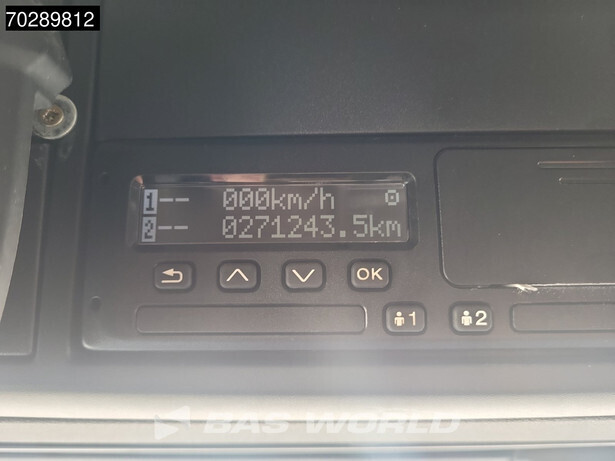 70289812
1-- 000km/h
2-- 0271243.5km
OK
1 2
BAS WORLD